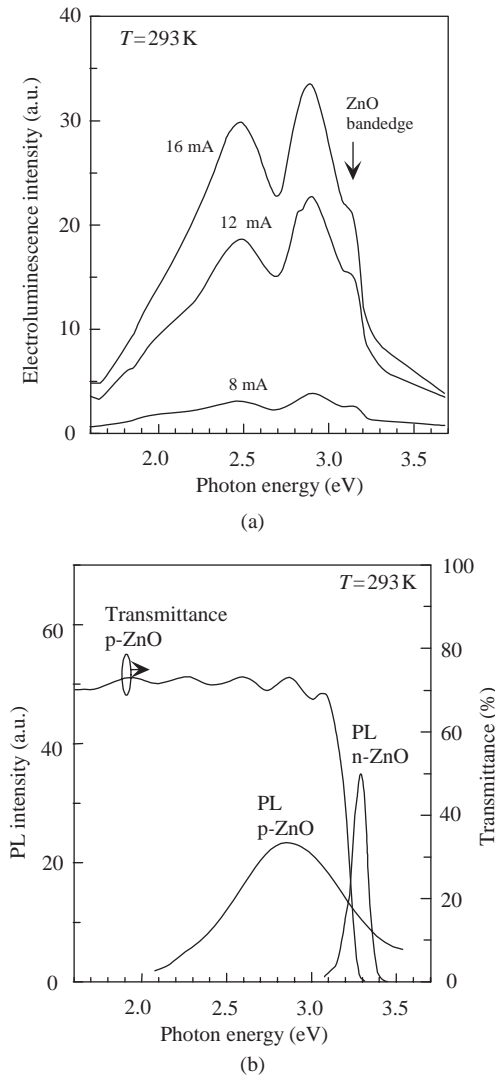 T=293K
ZnO
bandedge
16 mA
12 mA
8 mA
Electroluminescence intensity (a.u.)
40
30
20
10
0
2.0 2.5 3.0 3.5
Photon energy (eV)
(a)
T=293K
Transmittance
p-ZnO
PL
n-ZnO
PL
p-ZnO
PL intensity (a.u.)
60
40
20
0
Transmittance (%)
100
80
60
40
20
0
2.0 2.5 3.0 3.5
Photon energy (eV)
(b)